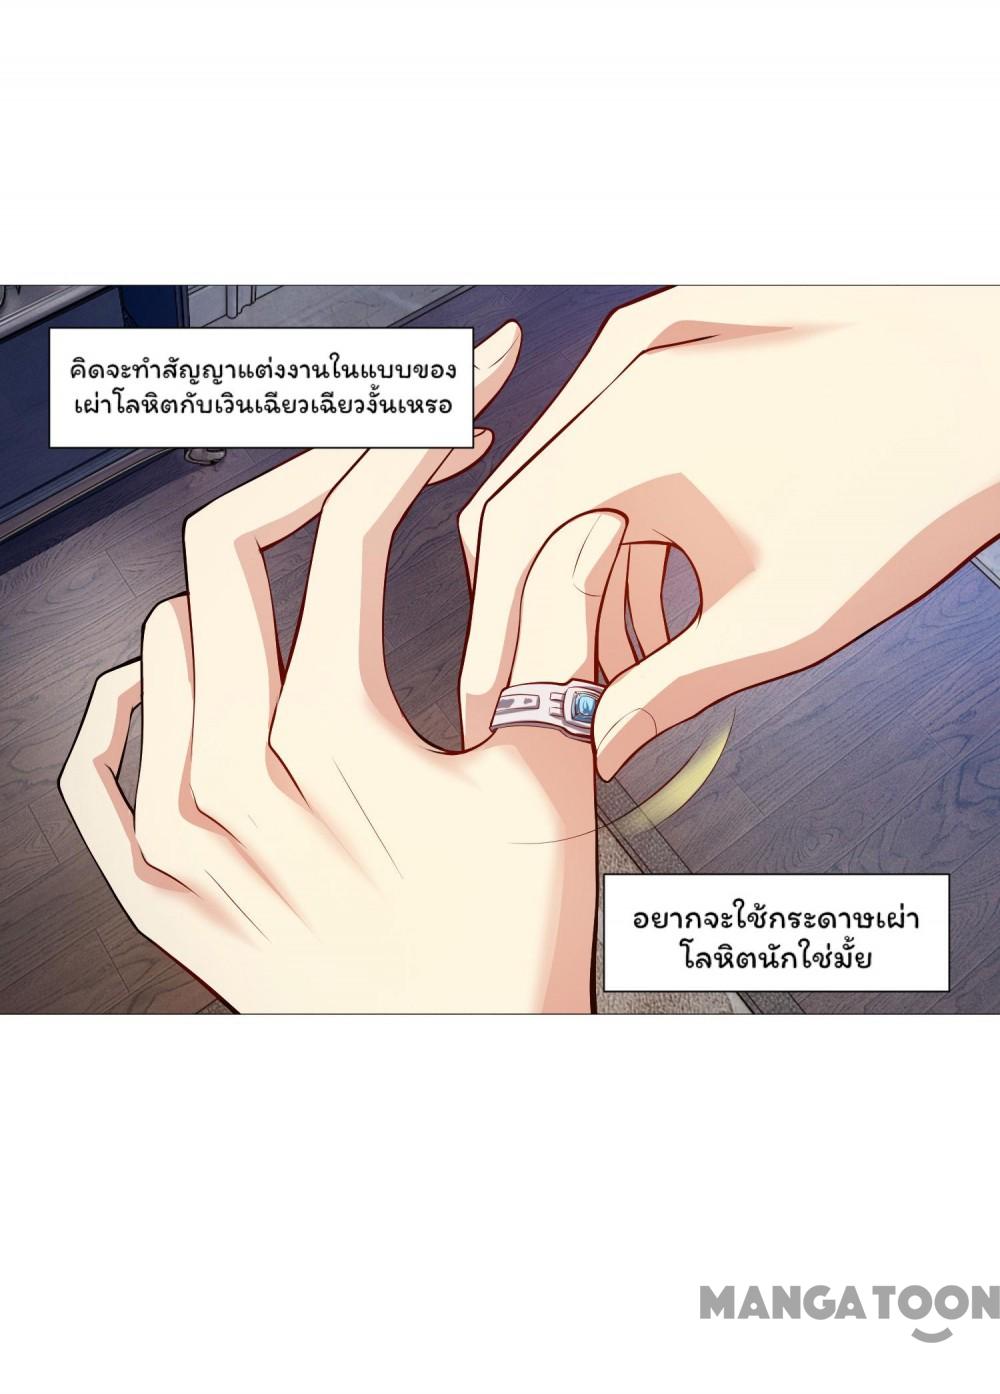 คิดจะทำสัญญาแต่งงานในแบบของ
เผ่าโลหิตกับเวินเฉียวเฉียวงั้นเหรอ
อยากจะใช้กระดาษเผ่า
โลหิตนักใช่มั้ย
MANGATOON